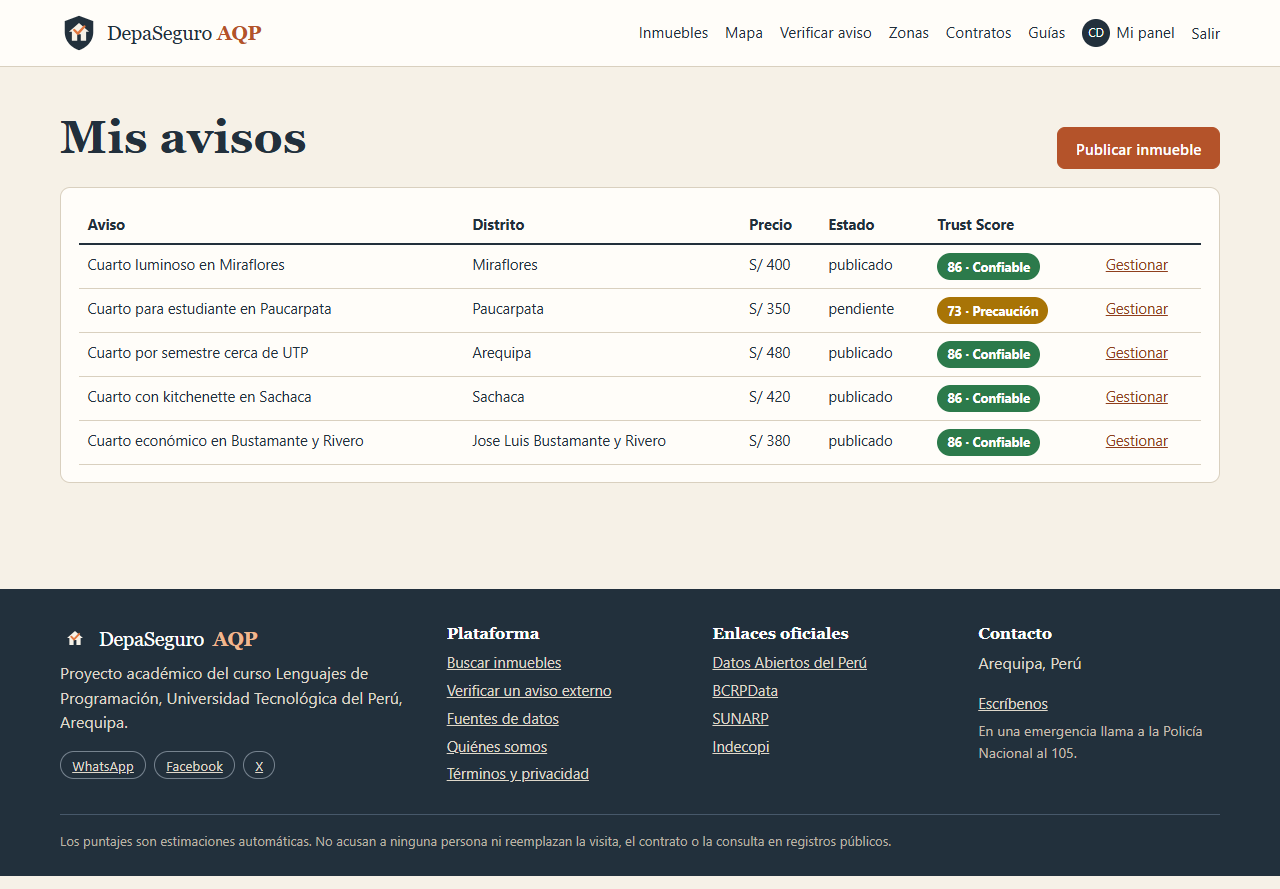 DepaSeguro AQP
Inmuebles Mapa Verificar aviso Zonas Contratos Guías CD Mi panel Salir
Mis avisos
Publicar inmueble
Aviso Distrito Precio Estado Trust Score
Cuarto luminoso en Miraflores Miraflores S/ 400 publicado 86 · Confiable Gestionar
Cuarto para estudiante en Paucarpata Paucarpata S/ 350 pendiente 73 · Precaución Gestionar
Cuarto por semestre cerca de UTP Arequipa S/ 480 publicado 86 · Confiable Gestionar
Cuarto con kitchenette en Sachaca Sachaca S/ 420 publicado 86 · Confiable Gestionar
Cuarto económico en Bustamante y Rivero Jose Luis Bustamante y Rivero S/ 380 publicado 86 · Confiable Gestionar
DepaSeguro AQP
Proyecto académico del curso Lenguajes de
Programación, Universidad Tecnológica del Perú,
Arequipa.
WhatsApp Facebook X
Plataforma
Buscar inmuebles
Verificar un aviso externo
Fuentes de datos
Quiénes somos
Términos y privacidad
Enlaces oficiales
Datos Abiertos del Perú
BCRPData
SUNARP
Indecopi
Contacto
Arequipa, Perú
Escríbenos
En una emergencia llama a la Policía
Nacional al 105.
Los puntajes son estimaciones automáticas. No acusan a ninguna persona ni reemplazan la visita, el contrato o la consulta en registros públicos.